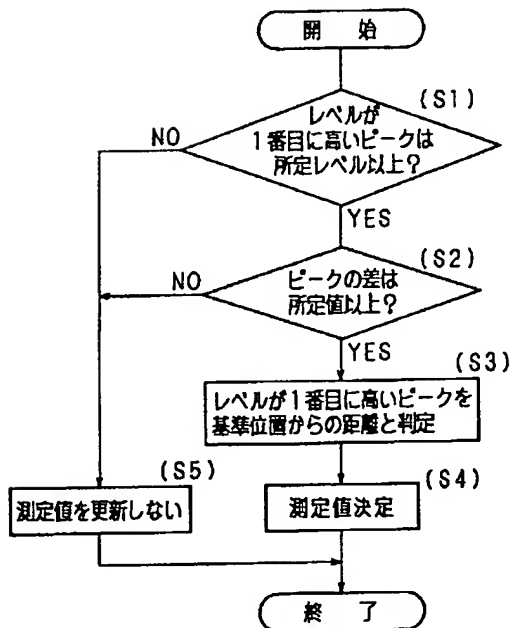 開 始
(S1)
レベルが
1番目に高いピークは
所定レベル以上?
NO
YES
(S2)
ピークの差は
所定値以上?
NO
YES
(S3)
レベルが1番目に高いピークを
基準位置からの距離と判定
(S5)
測定値を更新しない
(S4)
測定値決定
終 了